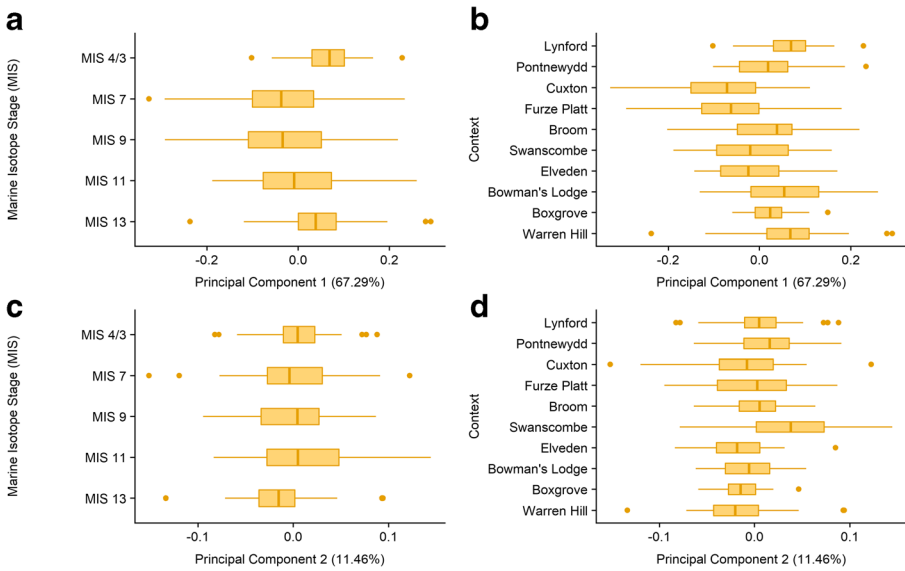 a
Marine Isotope Stage (MIS)
MIS 4/3
MIS 7
MIS 9
MIS 11
MIS 13
-0.2 0.0 0.2
Principal Component 1 (67.29%)
b
Context
Lynford
Pontnewydd
Cuxton
Furze Platt
Broom
Swanscombe
Elveden
Bowman's Lodge
Boxgrove
Warren Hill
-0.2 0.0 0.2
Principal Component 1 (67.29%)
c
Marine Isotope Stage (MIS)
MIS 4/3
MIS 7
MIS 9
MIS 11
MIS 13
-0.1 0.0 0.1
Principal Component 2 (11.46%)
d
Context
Lynford
Pontnewydd
Cuxton
Furze Platt
Broom
Swanscombe
Elveden
Bowman's Lodge
Boxgrove
Warren Hill
-0.1 0.0 0.1
Principal Component 2 (11.46%)